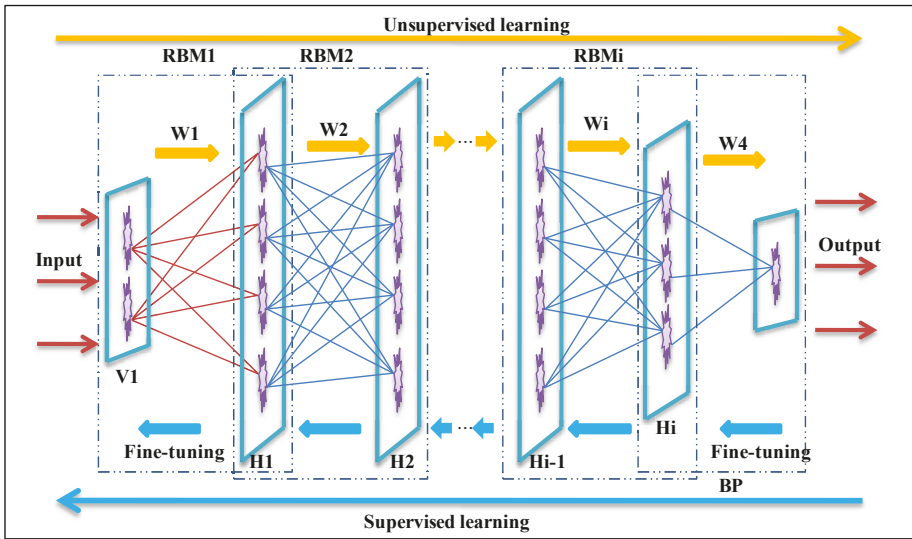 Unsupervised learning
RBM1
RBM2
RBMi
W1
W2
...
Wi
W4
Input
Output
V1
Hi
Fine-tuning
...
Fine-tuning
H1
H2
Hi-1
BP
Supervised learning